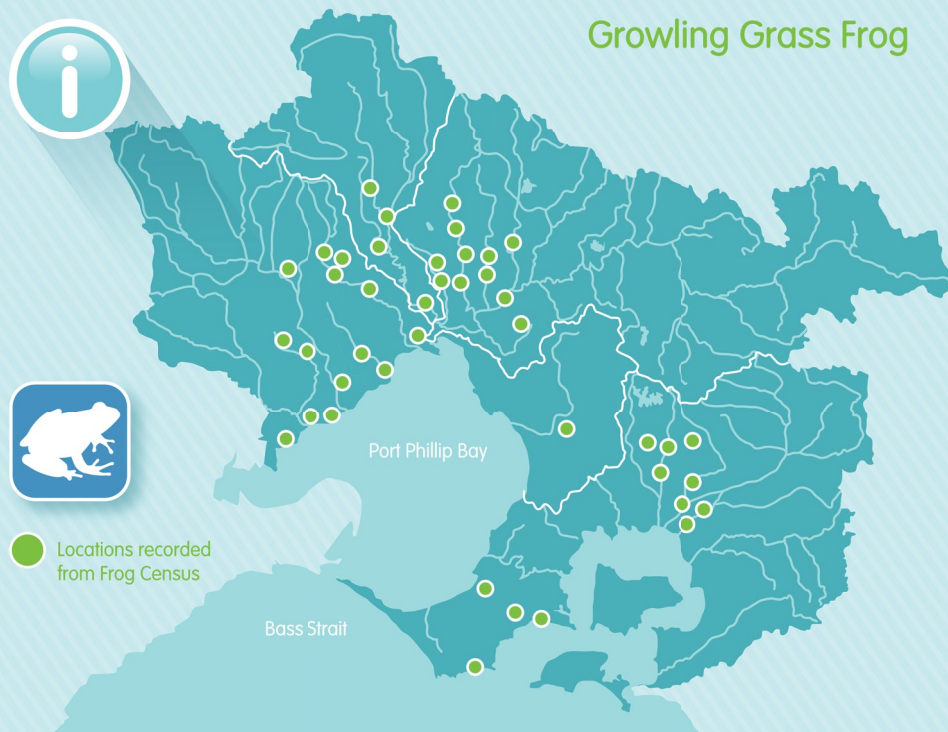 Growling Grass Frog
i
Port Phillip Bay
Locations recorded
from Frog Census
Bass Strait